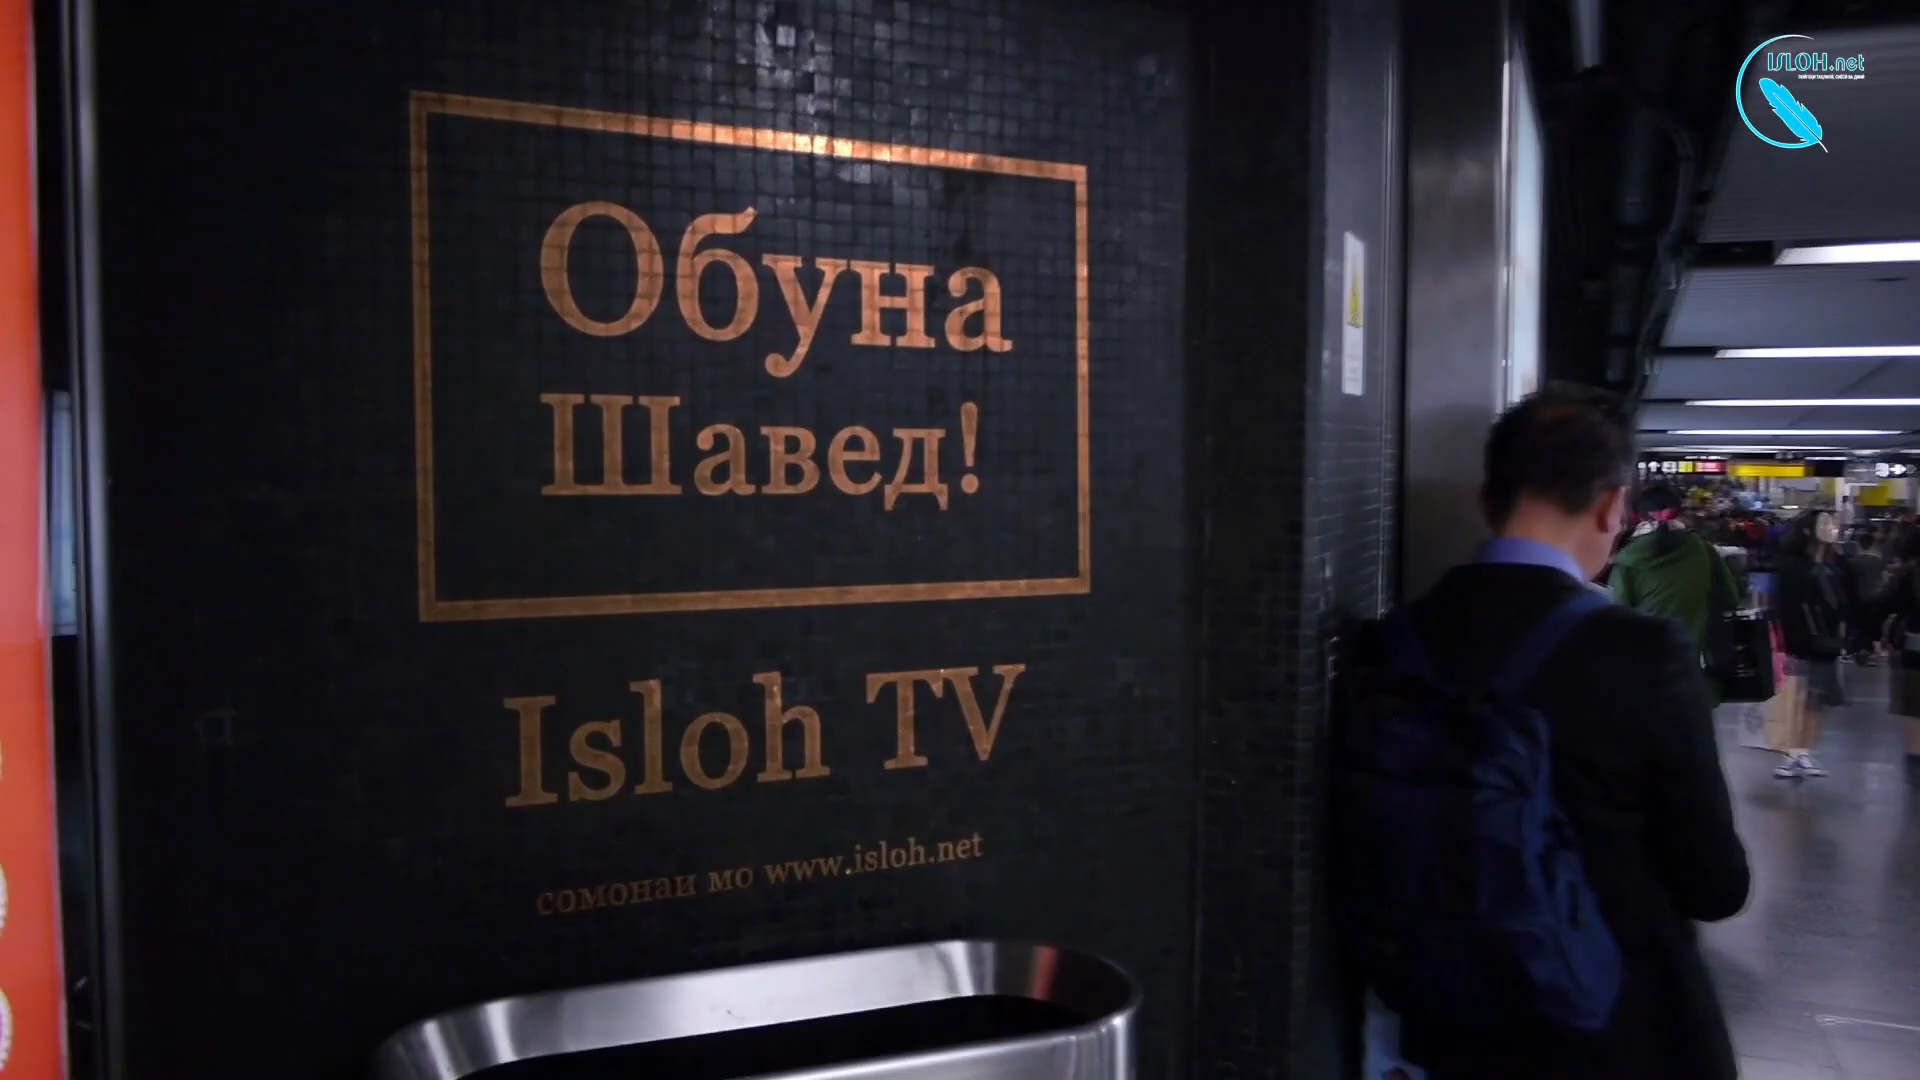 ISLOH.net
Обуна
Шавед!
Isloh TV
сомонаи мо www.isloh.net